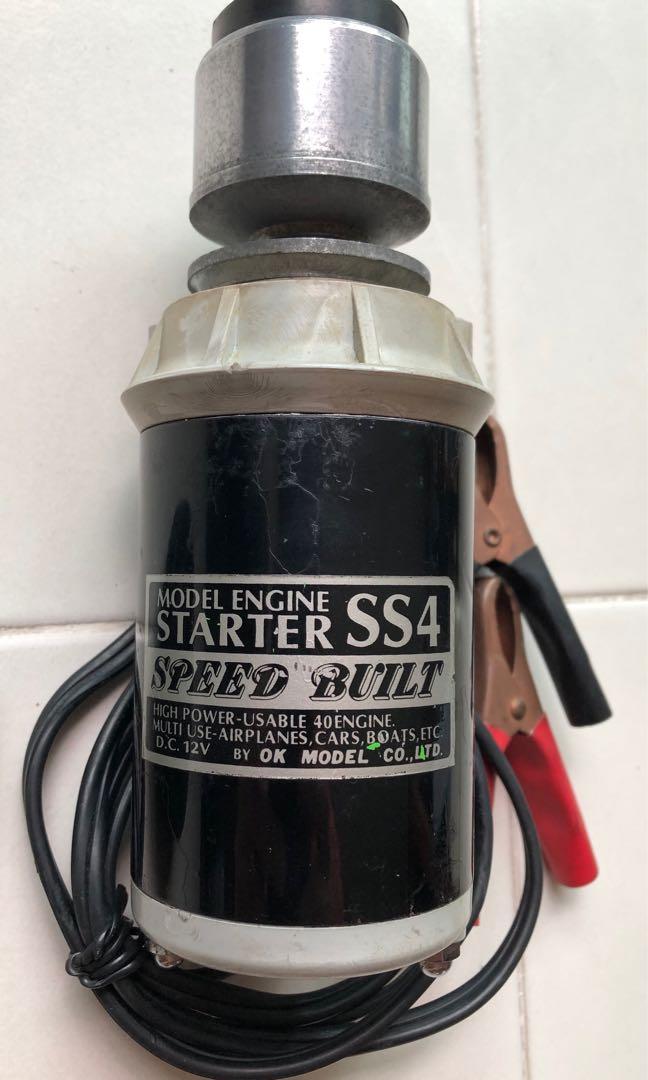 MODEL ENGINE
STARTER SS4
SPEED BUILT
HIGH POWER-USABLE 40ENGINE.
MULTI USE-AIRPLANES,CARS,BOATS,ETC
D.C. 12V BY OK MODEL CO.,LTD.